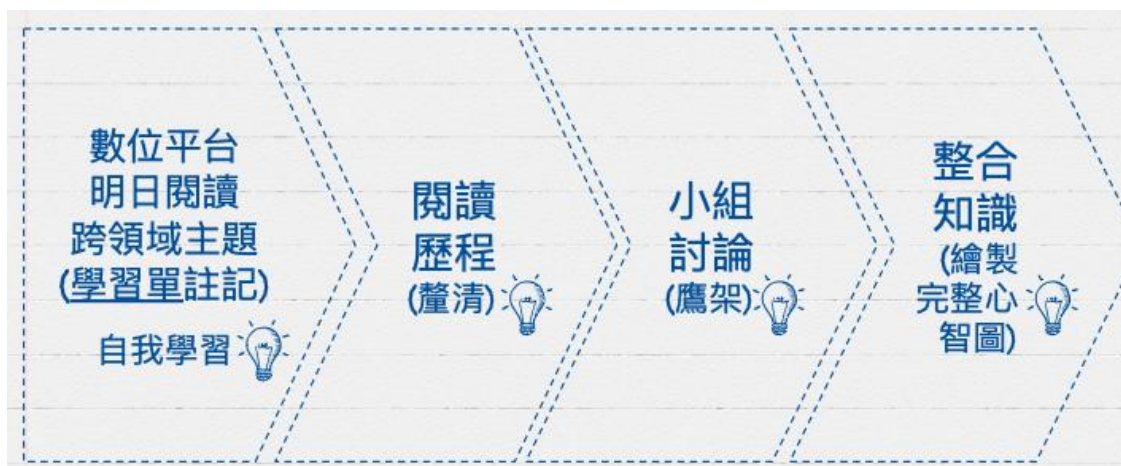 數位平台
明日閱讀
跨領域主題
(學習單註記)
自我學習
閱讀
歷程
(釐清)
小組
討論
(鷹架)
整合
知識
(繪製
完整心
智圖)